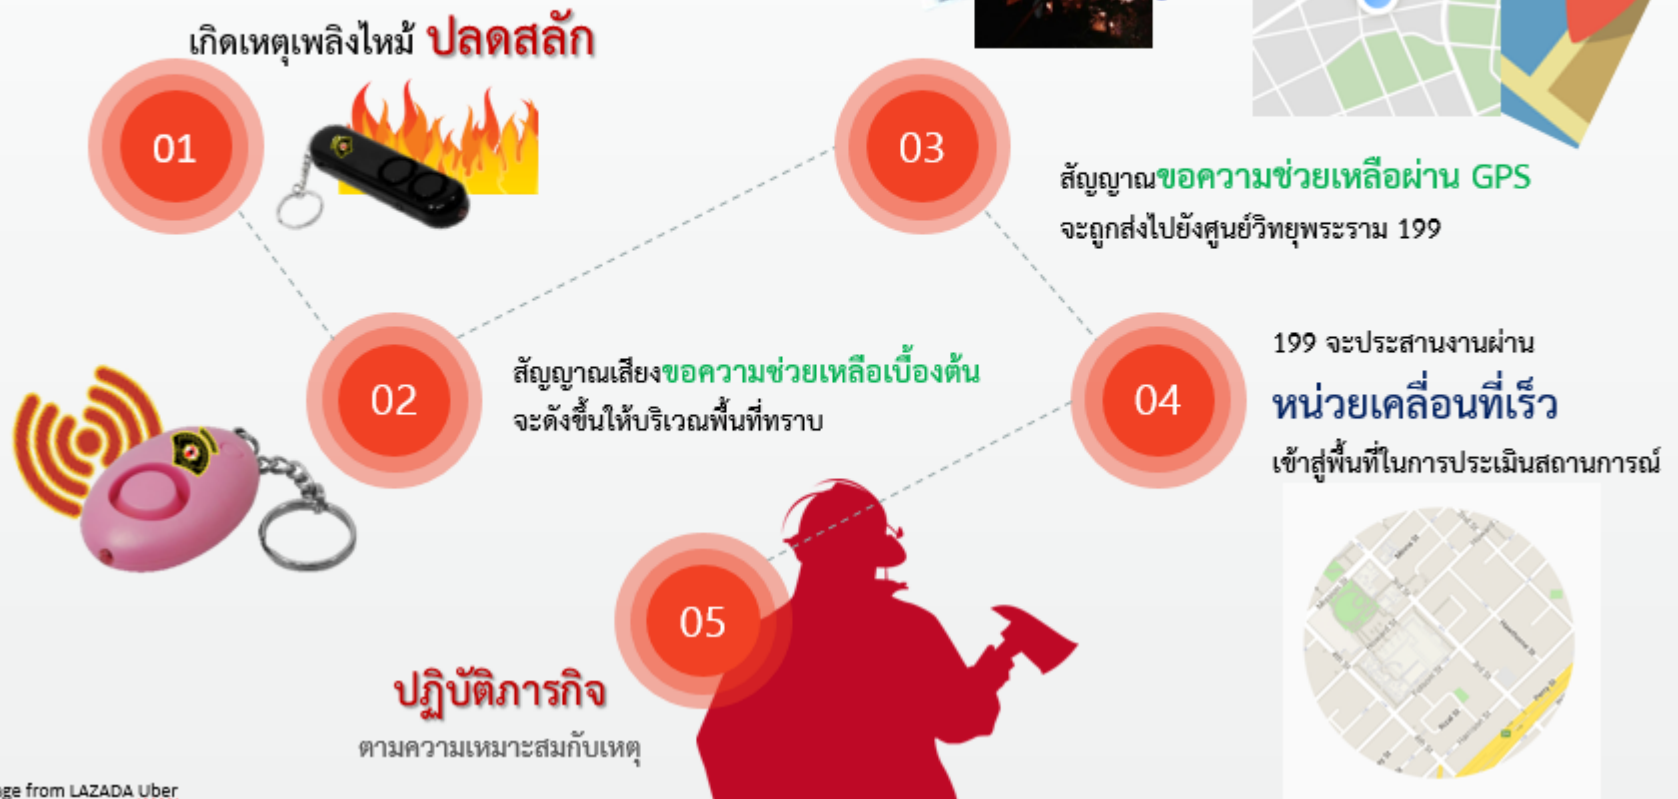 เกิดเหตุเพลิงไหม้ ปลดสลัก
01
02
สัญญาณเสียงขอความช่วยเหลือเบื้องต้น
จะดังขึ้นให้บริเวณพื้นที่ทราบ
03
สัญญาณขอความช่วยเหลือผ่าน GPS
จะถูกส่งไปยังศูนย์วิทยุพระราม 199
04
199 จะประสานงานผ่าน
หน่วยเคลื่อนที่เร็ว
เข้าสู่พื้นที่ในการประเมินสถานการณ์
05
ปฏิบัติภารกิจ
ตามความเหมาะสมกับเหตุ
from LAZADA Uber